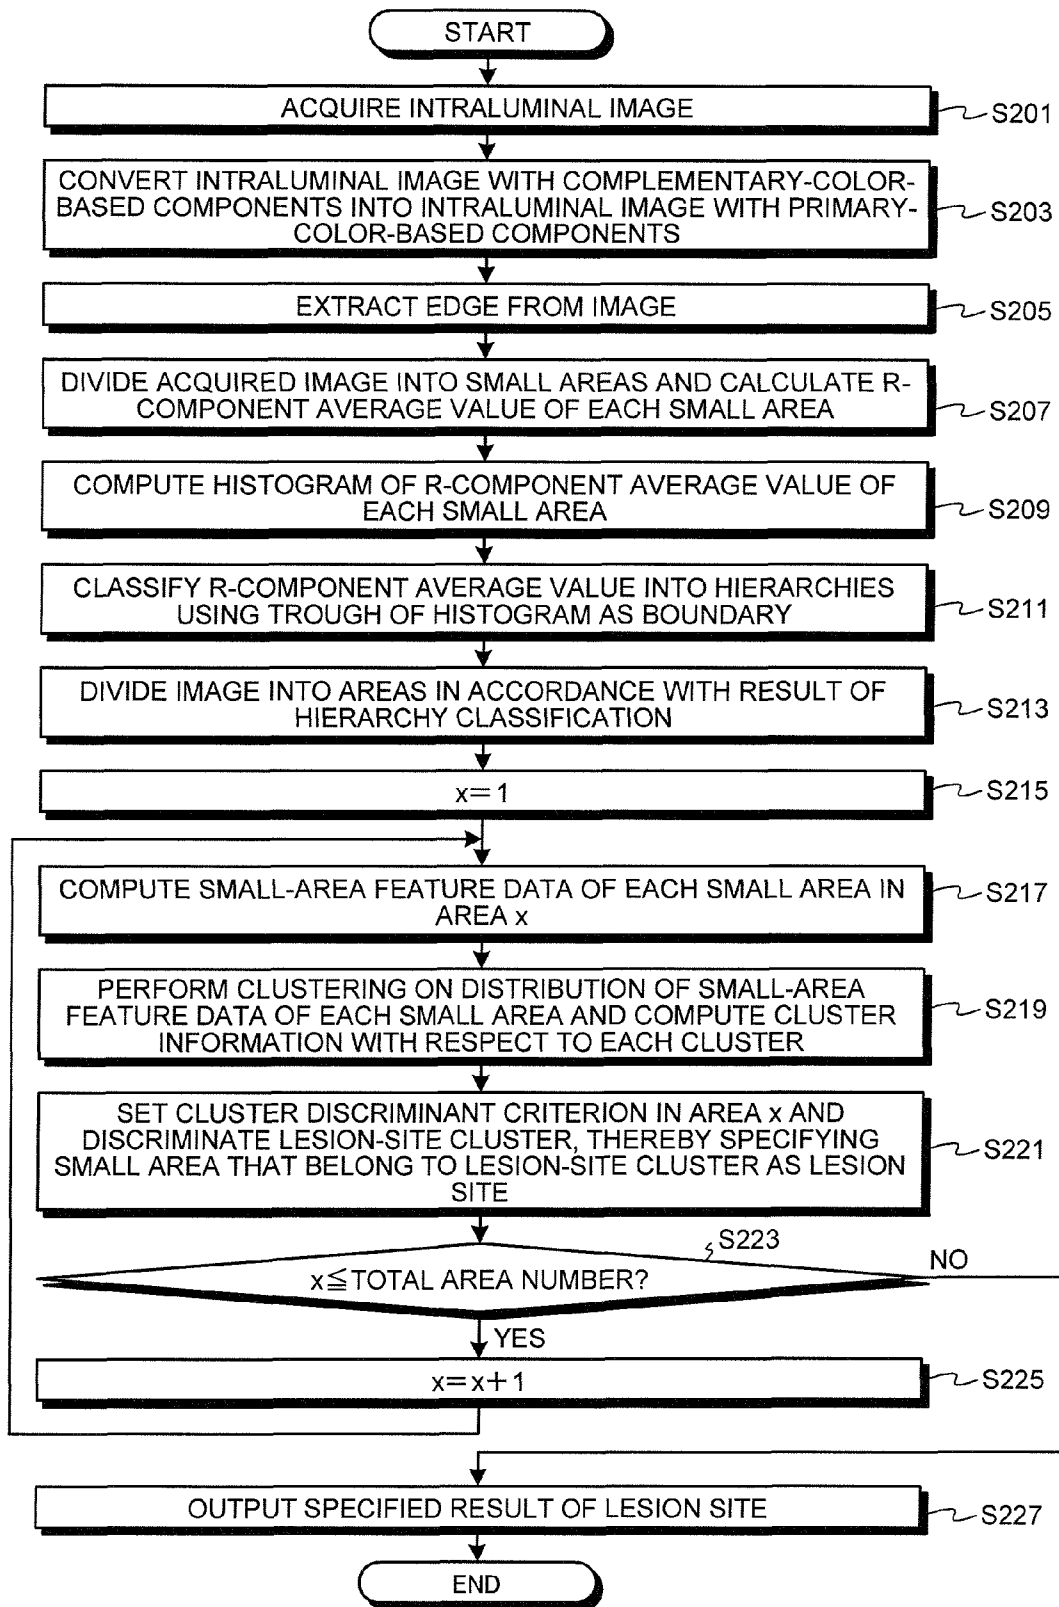 START
ACQUIRE INTRALUMINAL IMAGE
S201
CONVERT INTRALUMINAL IMAGE WITH COMPLEMENTARY-COLOR-
BASED COMPONENTS INTO INTRALUMINAL IMAGE WITH PRIMARY-
COLOR-BASED COMPONENTS
S203
EXTRACT EDGE FROM IMAGE
S205
DIVIDE ACQUIRED IMAGE INTO SMALL AREAS AND CALCULATE R-
COMPONENT AVERAGE VALUE OF EACH SMALL AREA
S207
COMPUTE HISTOGRAM OF R-COMPONENT AVERAGE VALUE OF
EACH SMALL AREA
S209
CLASSIFY R-COMPONENT AVERAGE VALUE INTO HIERARCHIES
USING TROUGH OF HISTOGRAM AS BOUNDARY
S211
DIVIDE IMAGE INTO AREAS IN ACCORDANCE WITH RESULT OF
HIERARCHY CLASSIFICATION
S213
x=1
S215
COMPUTE SMALL-AREA FEATURE DATA OF EACH SMALL AREA IN
AREA x
S217
PERFORM CLUSTERING ON DISTRIBUTION OF SMALL-AREA
FEATURE DATA OF EACH SMALL AREA AND COMPUTE CLUSTER
INFORMATION WITH RESPECT TO EACH CLUSTER
S219
SET CLUSTER DISCRIMINANT CRITERION IN AREA x AND
DISCRIMINATE LESION-SITE CLUSTER, THEREBY SPECIFYING
SMALL AREA THAT BELONG TO LESION-SITE CLUSTER AS LESION
SITE
S221
S223
x≦TOTAL AREA NUMBER?
NO
YES
x=x+1
S225
OUTPUT SPECIFIED RESULT OF LESION SITE
S227
END